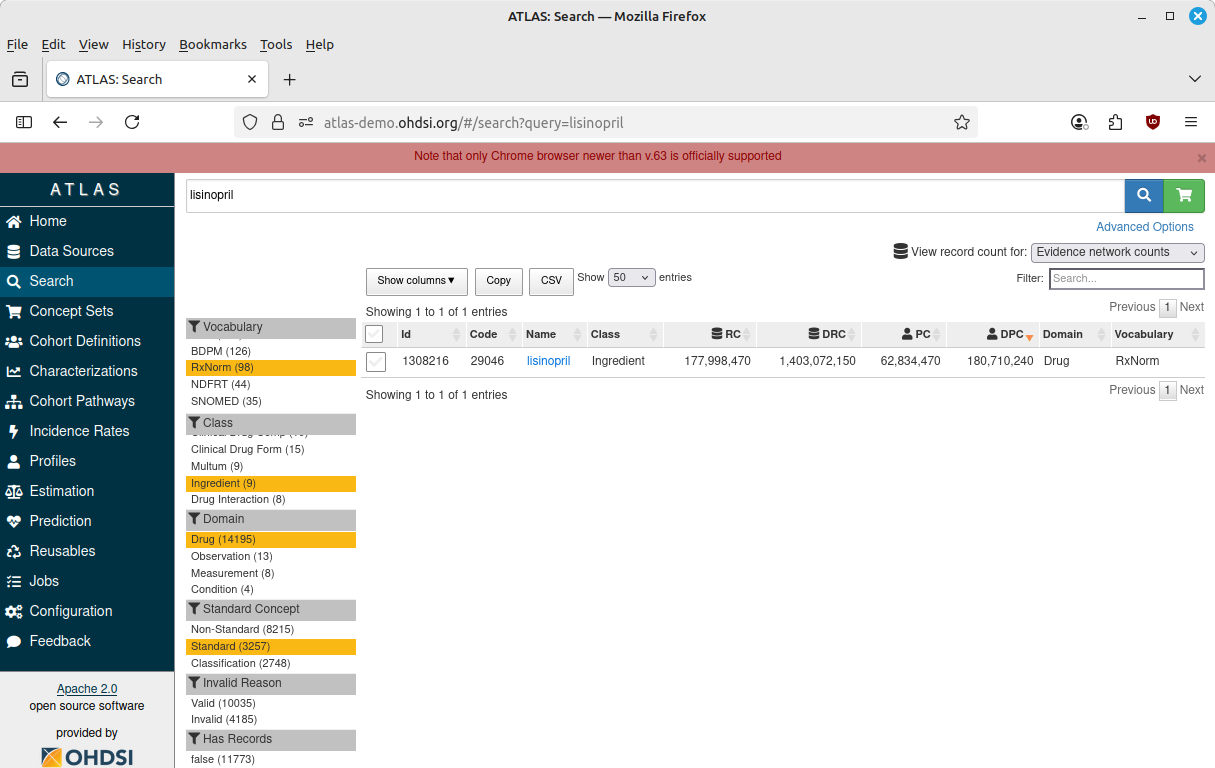 ATLAS: Search — Mozilla Firefox
File Edit View History Bookmarks Tools Help
ATLAS: Search
atlas-demo.ohdsi.org/#/search?query=lisinopril
Note that only Chrome browser newer than v.63 is officially supported
ATLAS
Home
Data Sources
Search
Concept Sets
Cohort Definitions
Characterizations
Cohort Pathways
Incidence Rates
Profiles
Estimation
Prediction
Reusables
Jobs
Configuration
Feedback
Apache 2.0
open source software
provided by
OHDSI
lisinopril
Advanced Options
View record count for: Evidence network counts
Show columns▼ Copy CSV Show 50 entries
Filter: Search...
Showing 1 to 1 of 1 entries
Previous 1 Next
Id Code Name Class RC DRC PC DPC Domain Vocabulary
1308216 29046 lisinopril Ingredient 177,998,470 1,403,072,150 62,834,470 180,710,240 Drug RxNorm
Showing 1 to 1 of 1 entries
Previous 1 Next
Vocabulary
BDPM (126)
RxNorm (98)
NDFRT (44)
SNOMED (35)
Class
Clinical Drug Form (15)
Multum (9)
Ingredient (9)
Drug Interaction (8)
Domain
Drug (14195)
Observation (13)
Measurement (8)
Condition (4)
Standard Concept
Non-Standard (8215)
Standard (3257)
Classification (2748)
Invalid Reason
Valid (10035)
Invalid (4185)
Has Records
false (11773)